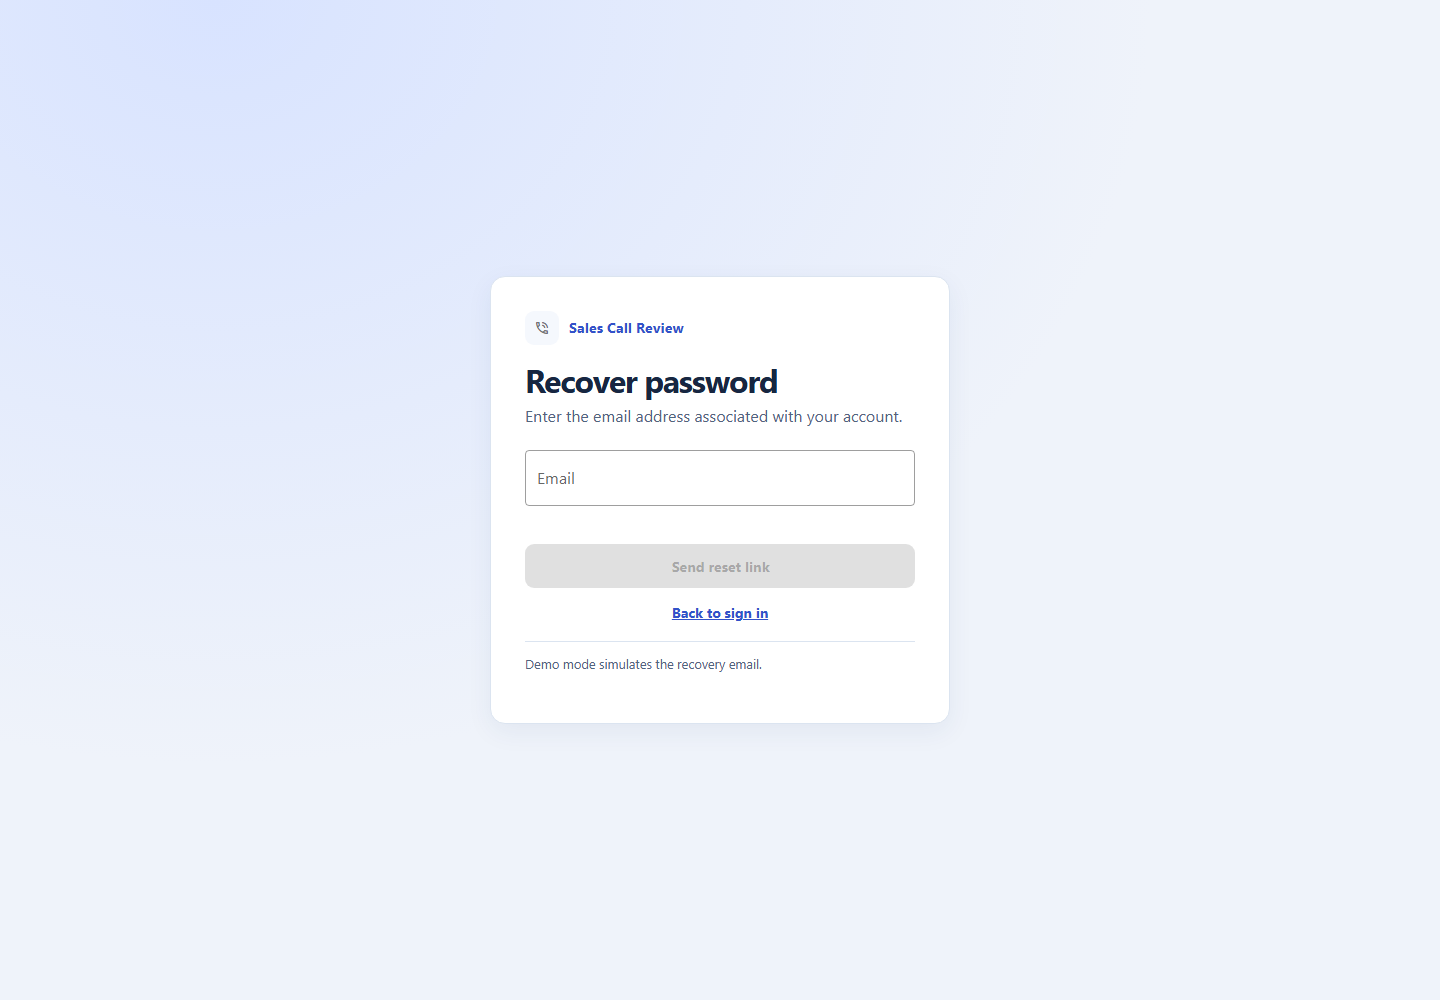 Sales Call Review
Recover password
Enter the email address associated with your account.
Email
Send reset link
Back to sign in
Demo mode simulates the recovery email.